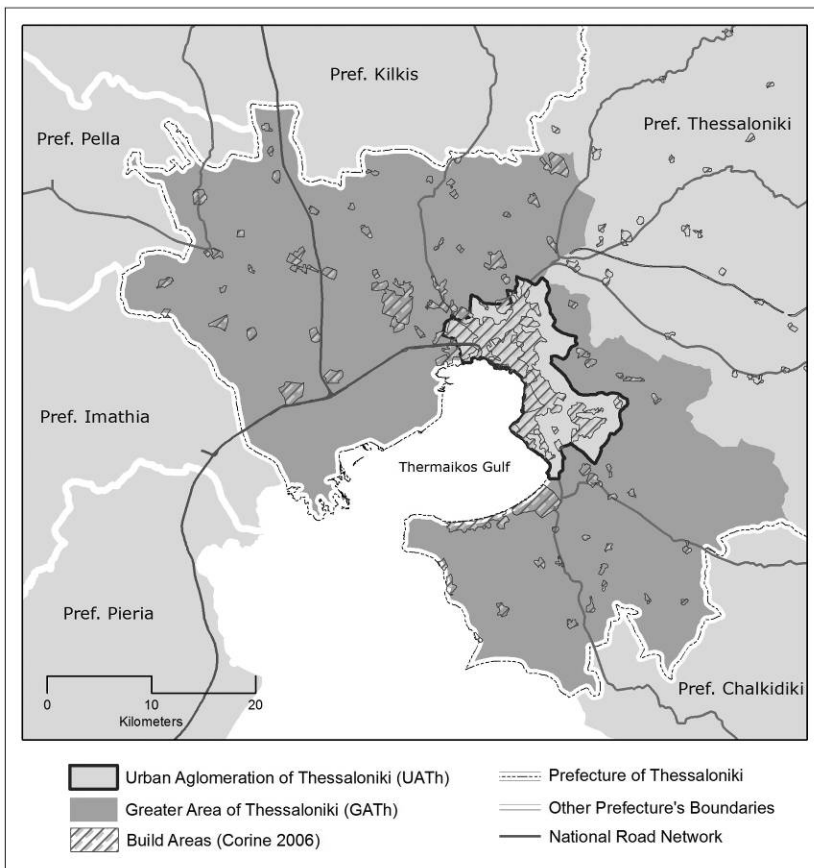 Pref. Kilkis
Pref. Thessaloniki
Pref. Pella
Pref. Imathia
Thermaikos Gulf
Pref. Pieria
Pref. Chalkidiki
0 10 20
Kilometers
Urban Aglomeration of Thessaloniki (UATh)
Greater Area of Thessaloniki (GATh)
Build Areas (Corine 2006)
Prefecture of Thessaloniki
Other Prefecture's Boundaries
National Road Network